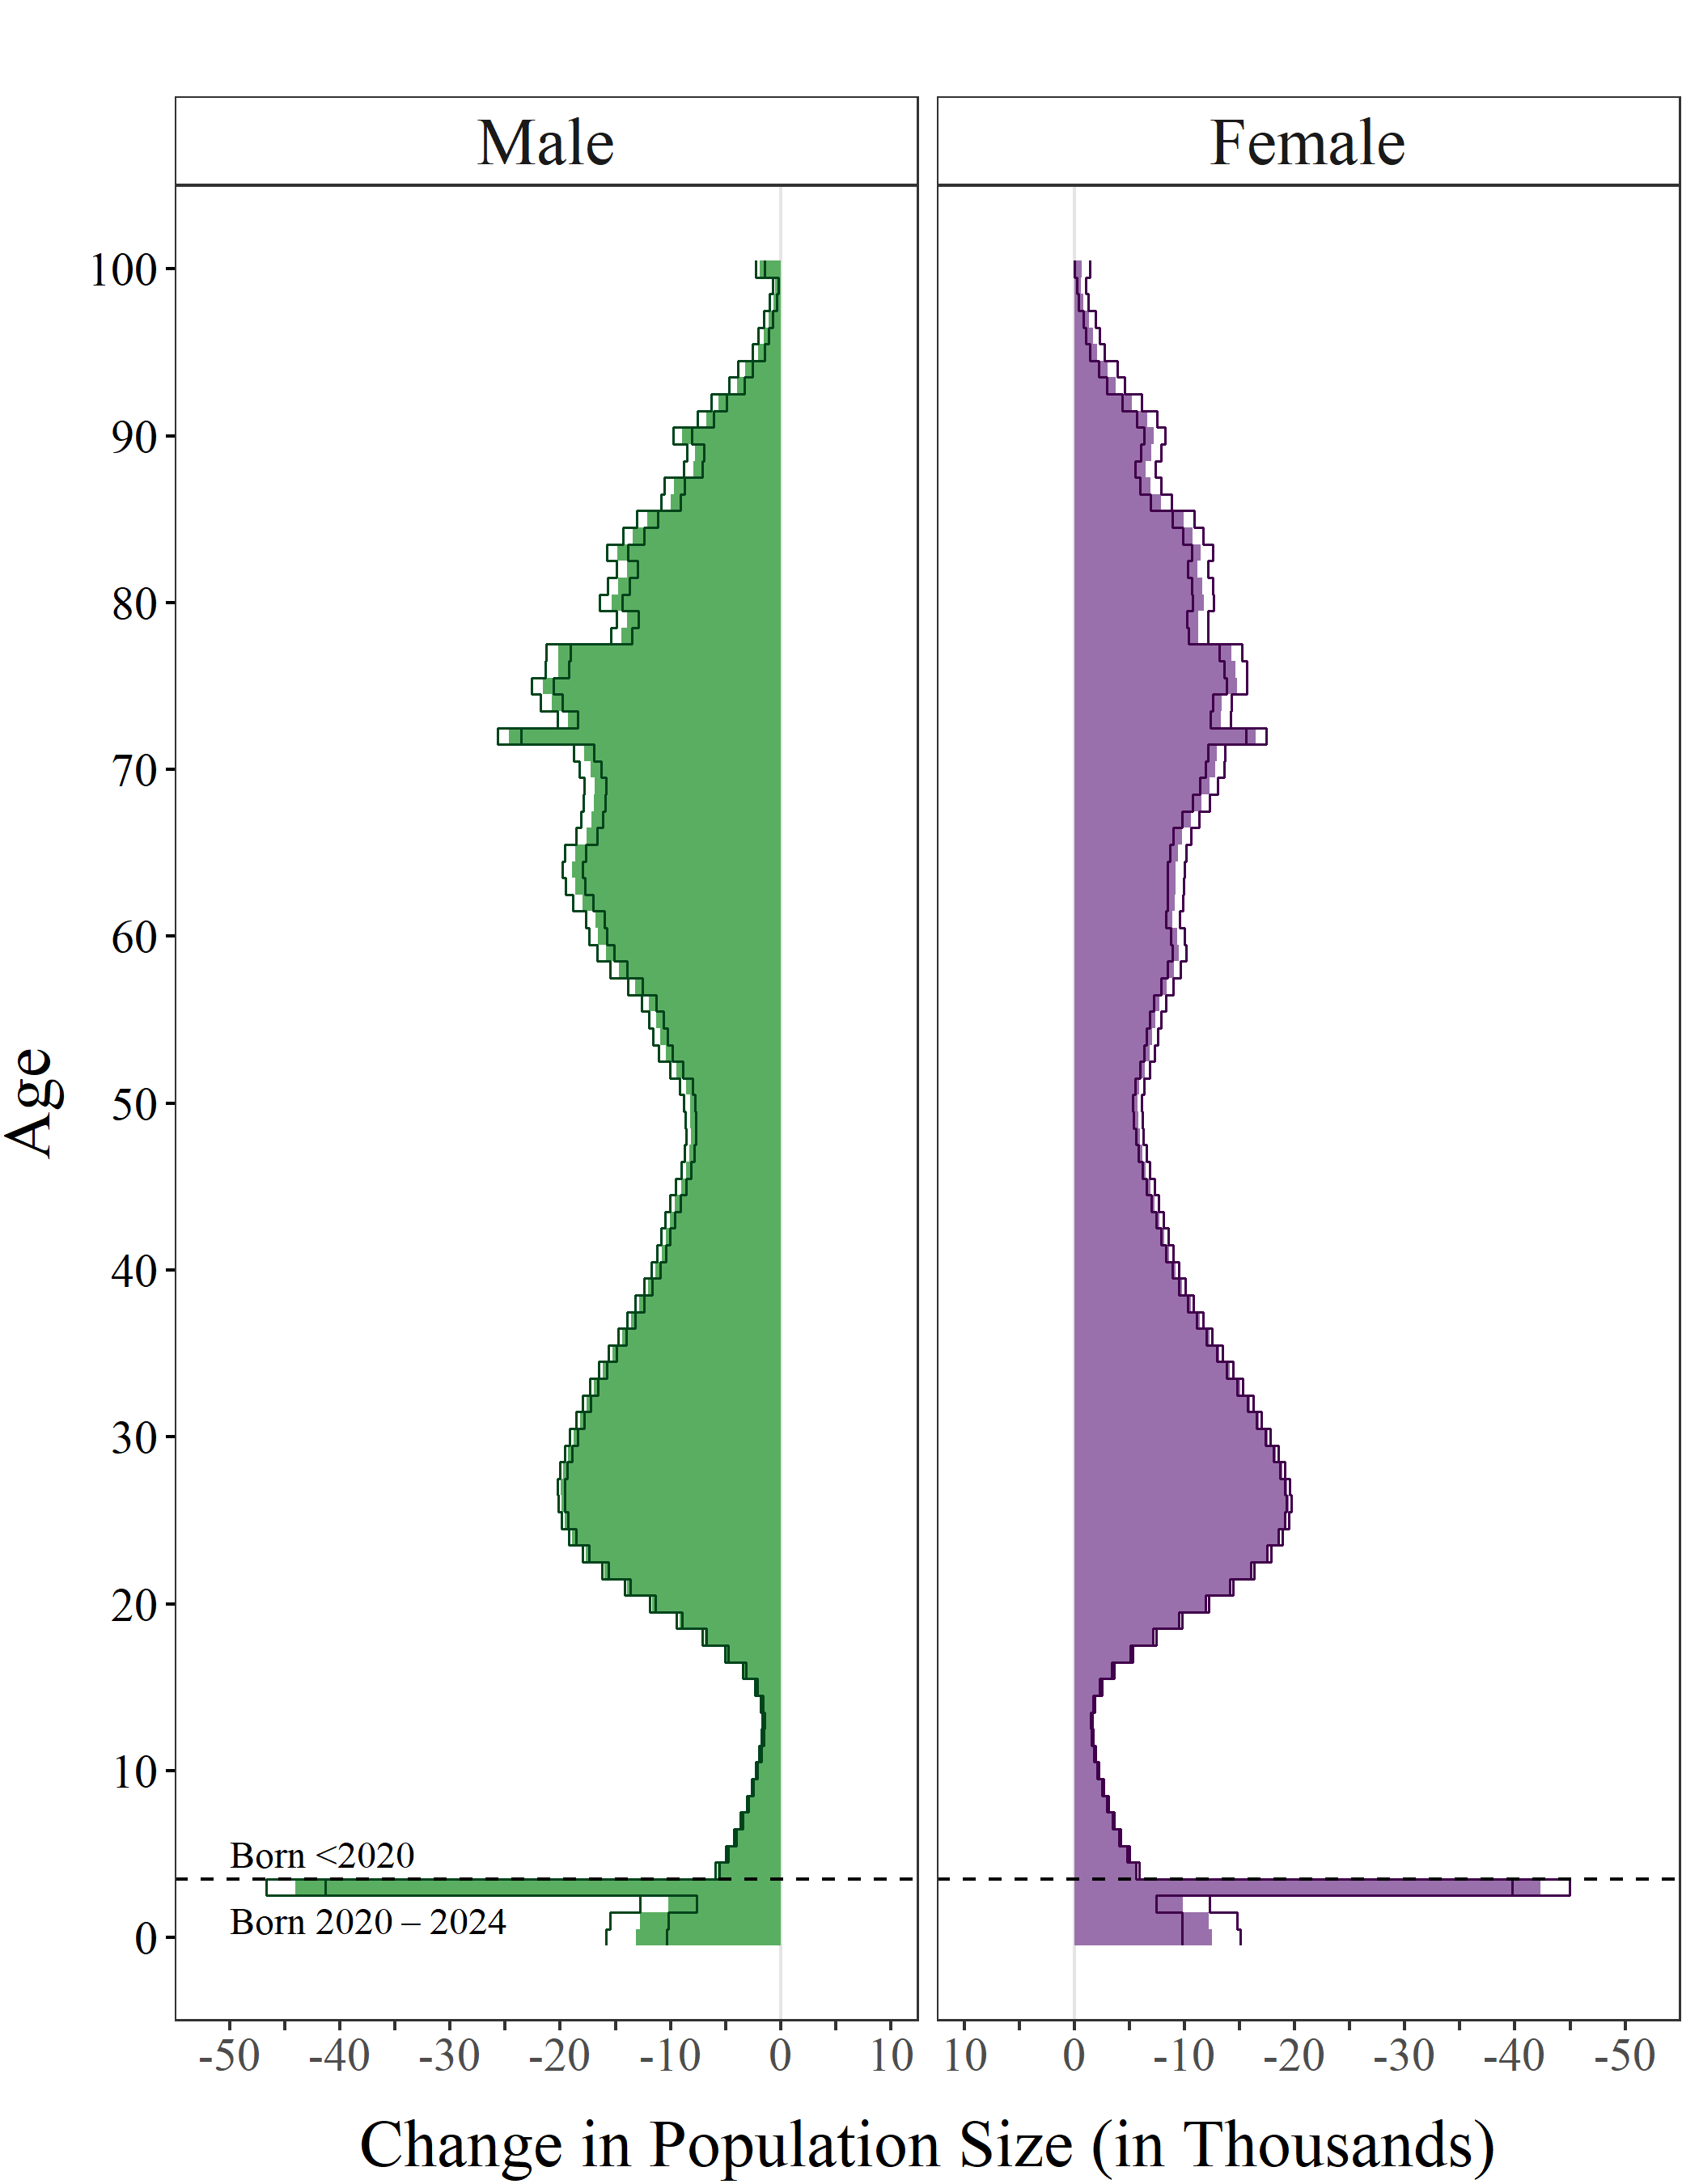 Male
Female
100
90
80
70
60
50
40
30
20
10
0
Age
Born <2020
Born 2020 – 2024
-50 -40 -30 -20 -10 0 10
10 0 -10 -20 -30 -40 -50
Change in Population Size (in Thousands)